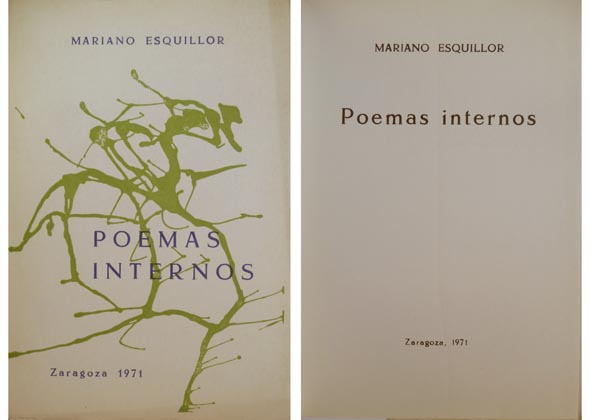 MARIANO ESQUILLOR
POEMAS
INTERNOS
Zaragoza 1971
MARIANO ESQUILLOR
Poemas internos
Zaragoza, 1971